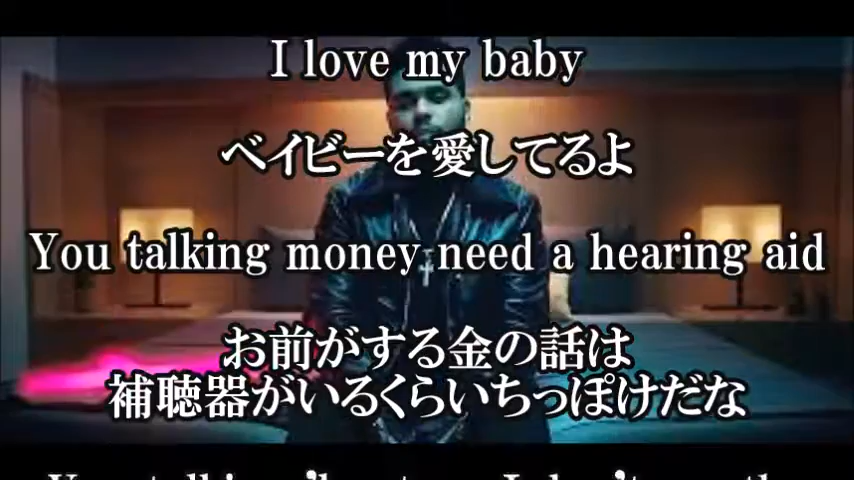 I love my baby
ベイビーを愛してるよ
You talking money need a hearing aid
お前がする金の話は
補聴器がいるくらいちっぽけだな